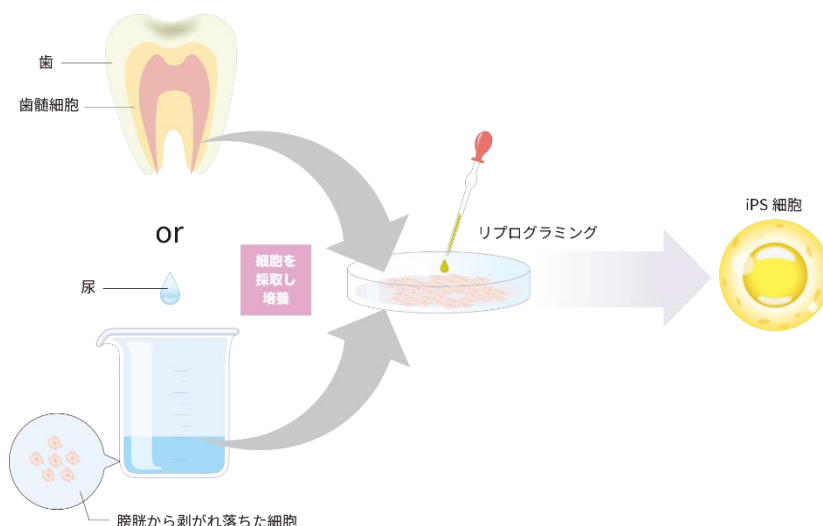 歯
歯髄細胞
or
尿
細胞を
採取し
培養
リプログラミング
iPS 細胞
膀胱から剥がれ落ちた細胞